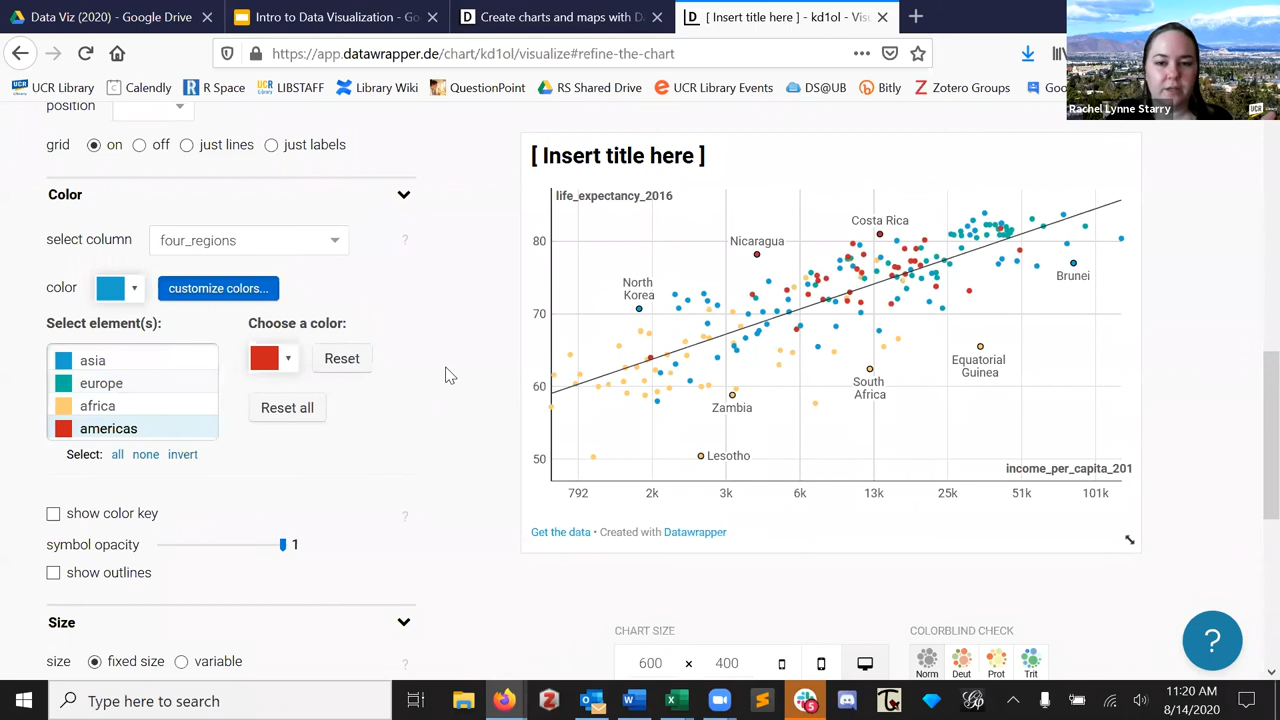 Data Viz (2020) - Google Drive
Intro to Data Visualization - Go
Create charts and maps with D
[ Insert title here ] - kd1ol - Vis
https://app.datawrapper.de/chart/kd1ol/visualize#refine-the-chart
UCR Library
Calendly
R Space
LIBSTAFF
Library Wiki
QuestionPoint
RS Shared Drive
UCR Library Events
DS@UB
Bitly
Zotero Groups
Goo
Rachel Lynne Starry
UCR
position
grid on off just lines just labels
Color
select column four_regions ?
color customize colors...
Select element(s): Choose a color:
asia
europe
africa
americas
Reset
Reset all
Select: all none invert
show color key ?
symbol opacity 1
show outlines
Size
size fixed size variable ?
[ Insert title here ]
life_expectancy_2016
80
70
60
50
Costa Rica
Nicaragua
North
Korea
Brunei
Equatorial
Guinea
South
Africa
Zambia
Lesotho
income_per_capita_201
792 2k 3k 6k 13k 25k 51k 101k
Get the data • Created with Datawrapper
CHART SIZE
600 × 400
COLORBLIND CHECK
Norm Deut Prot Trit
?
Type here to search
5
11:20 AM
8/14/2020